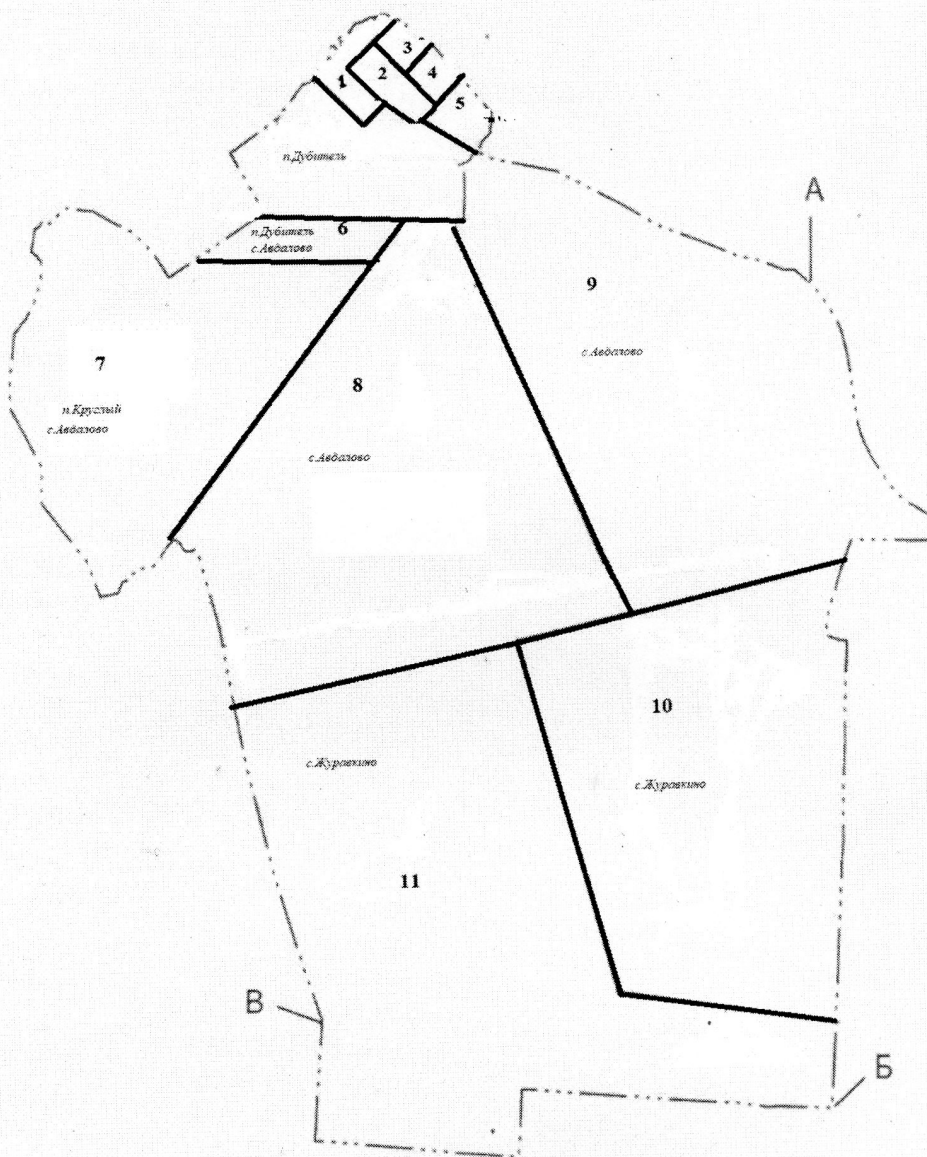 3
1
2
4
5
п.Дубитель
А
6
п.Дубитель
с.Авдалово
9
с.Авдалово
7
п.Круглый
с.Авдалово
8
с.Авдалово
10
с.Журавкино
с.Журавкино
11
В
Б